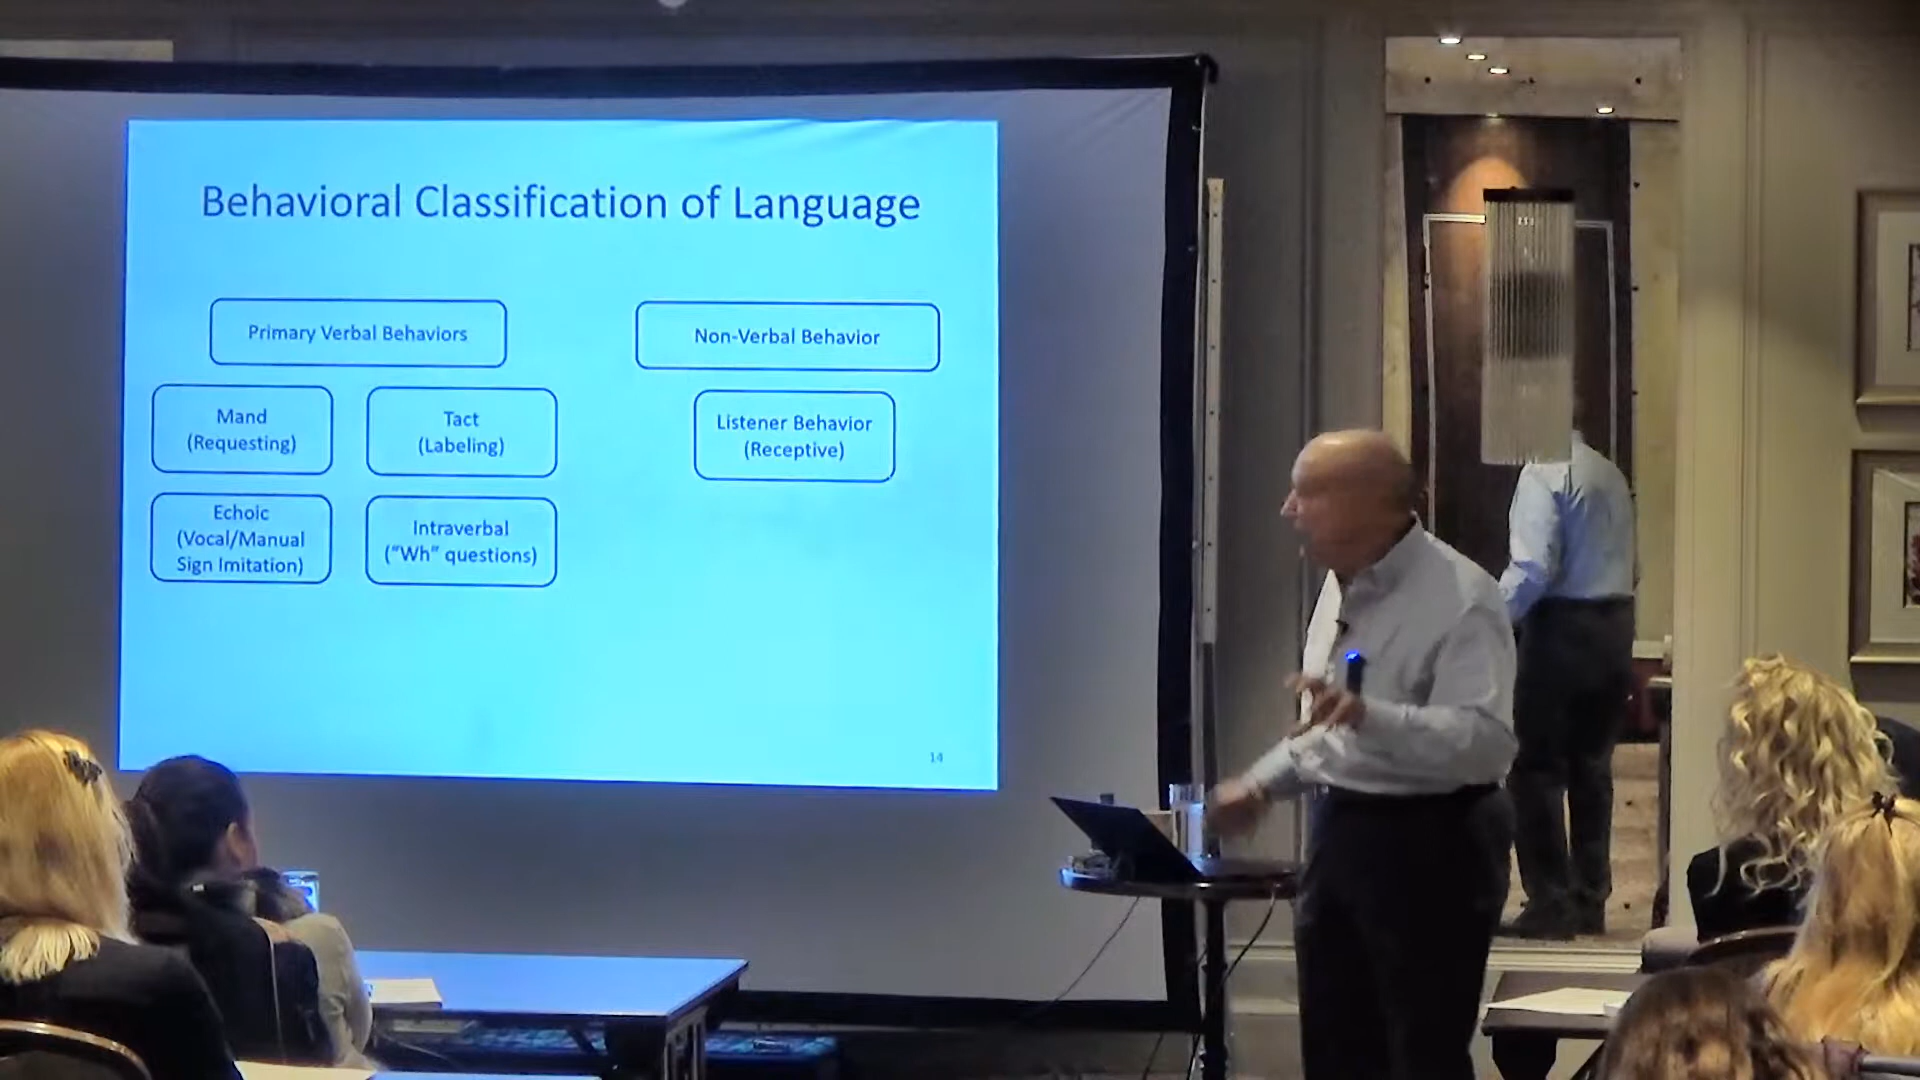 Behavioral Classification of Language
Primary Verbal Behaviors
Non-Verbal Behavior
Mand
(Requesting)
Tact
(Labeling)
Listener Behavior
(Receptive)
Echoic
(Vocal/Manual
Sign Imitation)
Intraverbal
("Wh" questions)
14